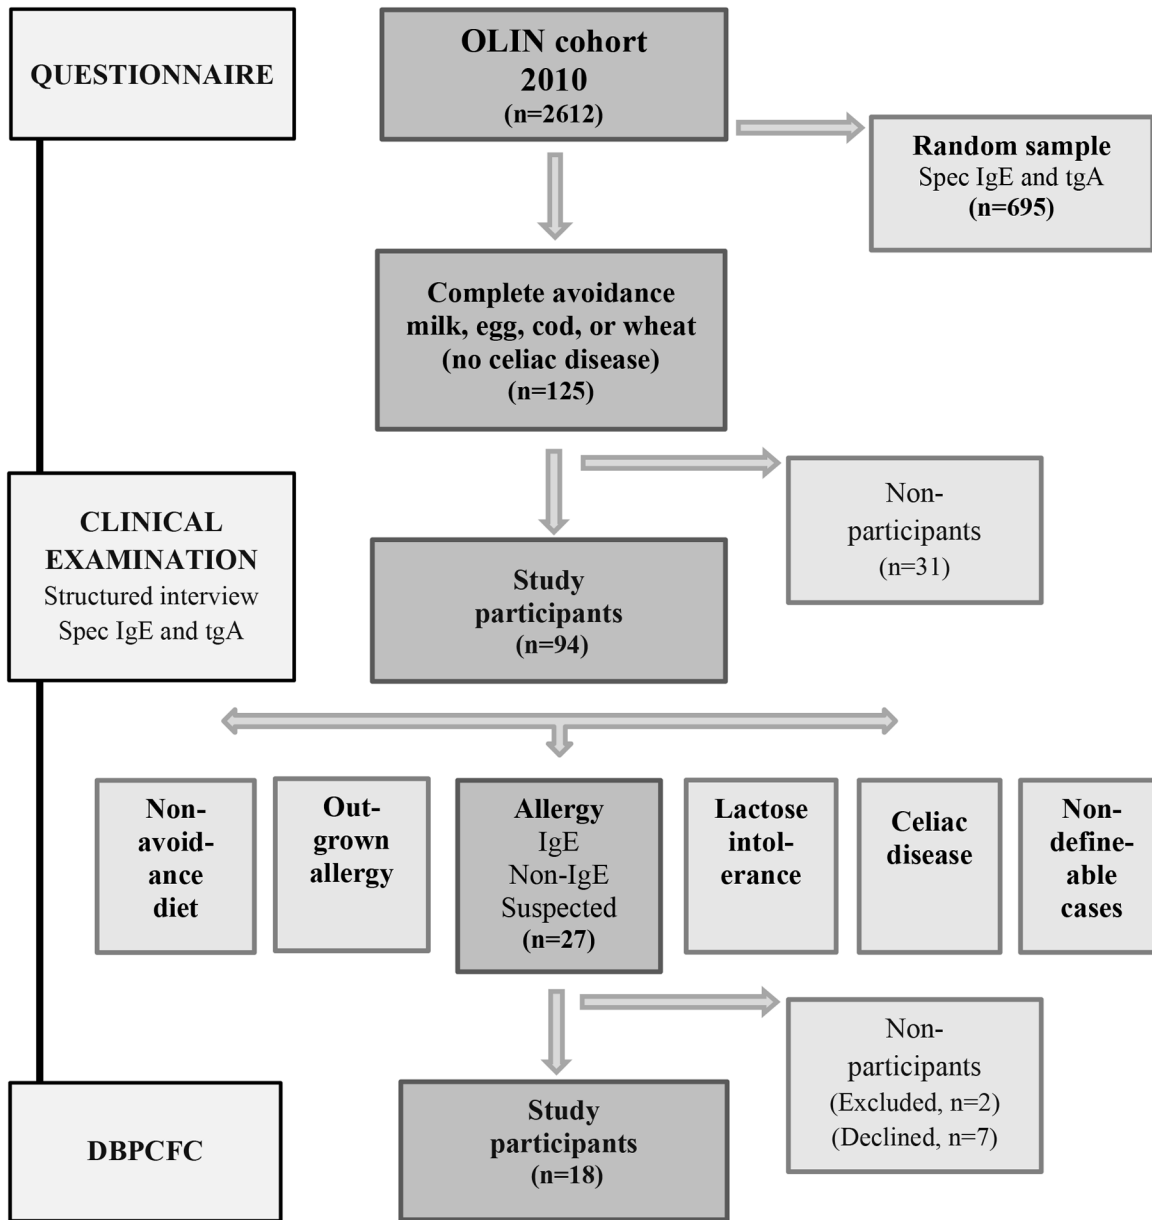 QUESTIONNAIRE
OLIN cohort
2010
(n=2612)
Random sample
Spec IgE and tgA
(n=695)
Complete avoidance
milk, egg, cod, or wheat
(no celiac disease)
(n=125)
CLINICAL
EXAMINATION
Structured interview
Spec IgE and tgA
Non-
participants
(n=31)
Study
participants
(n=94)
Non-
avoid-
ance
diet
Out-
grown
allergy
Allergy
IgE
Non-IgE
Suspected
(n=27)
Lactose
intol-
erance
Celiac
disease
Non-
define-
able
cases
Non-
participants
(Excluded, n=2)
(Declined, n=7)
DBPCFC
Study
participants
(n=18)